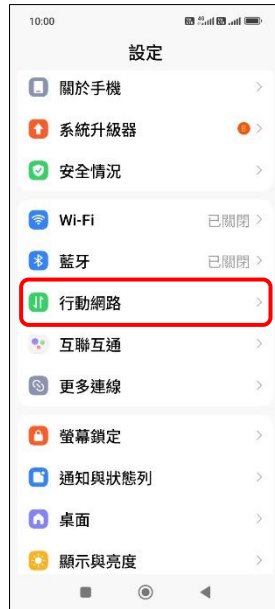 10:00
設定
關於手機
系統升級器
安全情況
Wi-Fi 已關閉
藍牙 已關閉
行動網路
互聯互通
更多連線
螢幕鎖定
通知與狀態列
桌面
顯示與亮度